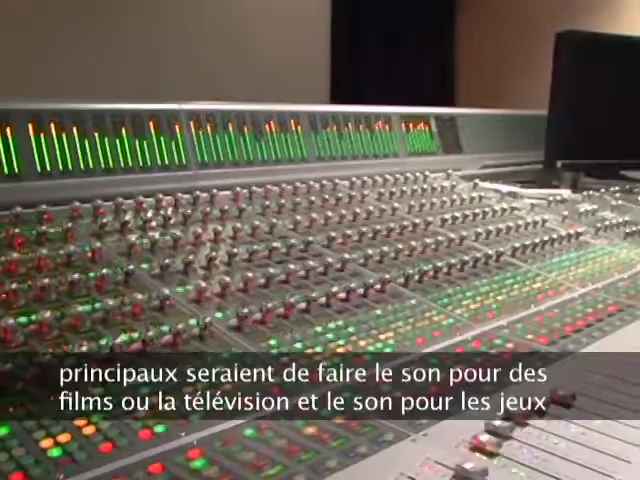 principaux seraient de faire le son pour des
films ou la télévision et le son pour les jeux